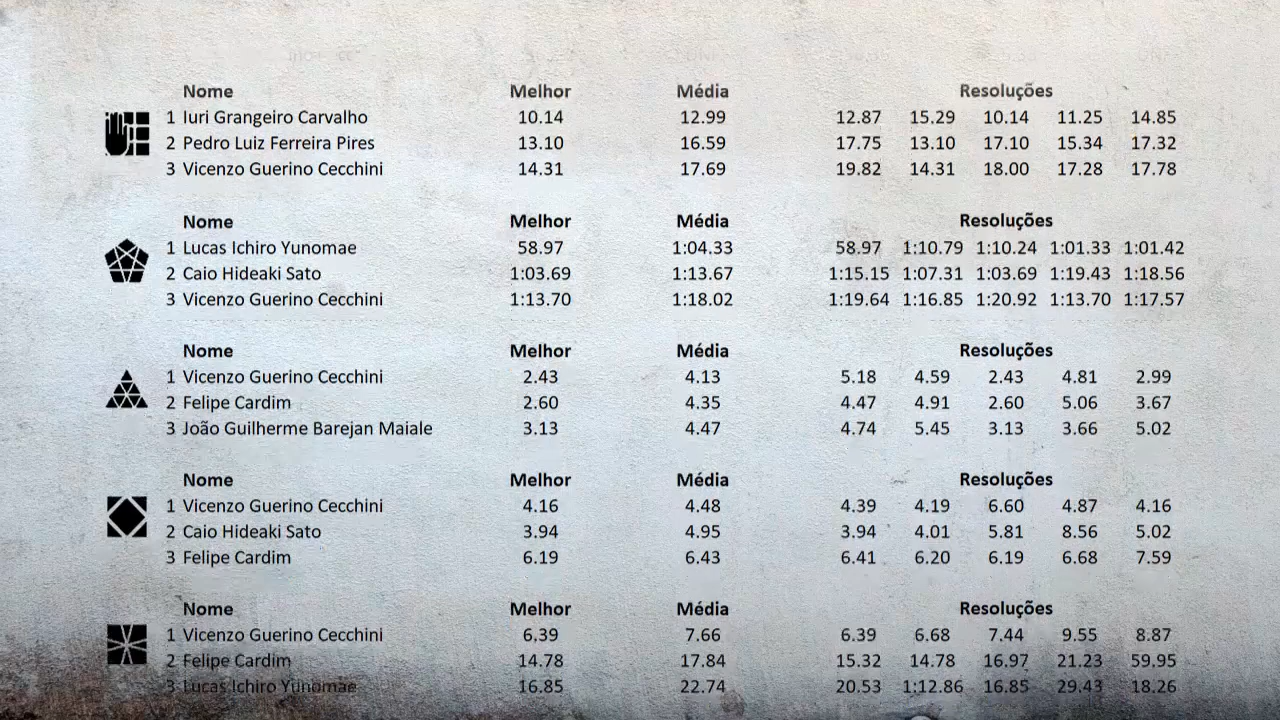 Nome Melhor Média Resoluções
1 Iuri Grangeiro Carvalho 10.14 12.99 12.87 15.29 10.14 11.25 14.85
2 Pedro Luiz Ferreira Pires 13.10 16.59 17.75 13.10 17.10 15.34 17.32
3 Vicenzo Guerino Cecchini 14.31 17.69 19.82 14.31 18.00 17.28 17.78
Nome Melhor Média Resoluções
1 Lucas Ichiro Yunomae 58.97 1:04.33 58.97 1:10.79 1:10.24 1:01.33 1:01.42
2 Caio Hideaki Sato 1:03.69 1:13.67 1:15.15 1:07.31 1:03.69 1:19.43 1:18.56
3 Vicenzo Guerino Cecchini 1:13.70 1:18.02 1:19.64 1:16.85 1:20.92 1:13.70 1:17.57
Nome Melhor Média Resoluções
1 Vicenzo Guerino Cecchini 2.43 4.13 5.18 4.59 2.43 4.81 2.99
2 Felipe Cardim 2.60 4.35 4.47 4.91 2.60 5.06 3.67
3 João Guilherme Barejan Maiale 3.13 4.47 4.74 5.45 3.13 3.66 5.02
Nome Melhor Média Resoluções
1 Vicenzo Guerino Cecchini 4.16 4.48 4.39 4.19 6.60 4.87 4.16
2 Caio Hideaki Sato 3.94 4.95 3.94 4.01 5.81 8.56 5.02
3 Felipe Cardim 6.19 6.43 6.41 6.20 6.19 6.68 7.59
Nome Melhor Média Resoluções
1 Vicenzo Guerino Cecchini 6.39 7.66 6.39 6.68 7.44 9.55 8.87
2 Felipe Cardim 14.78 17.84 15.32 14.78 16.97 21.23 59.95
3 Lucas Ichiro Yunomae 16.85 22.74 20.53 1:12.86 16.85 29.43 18.26